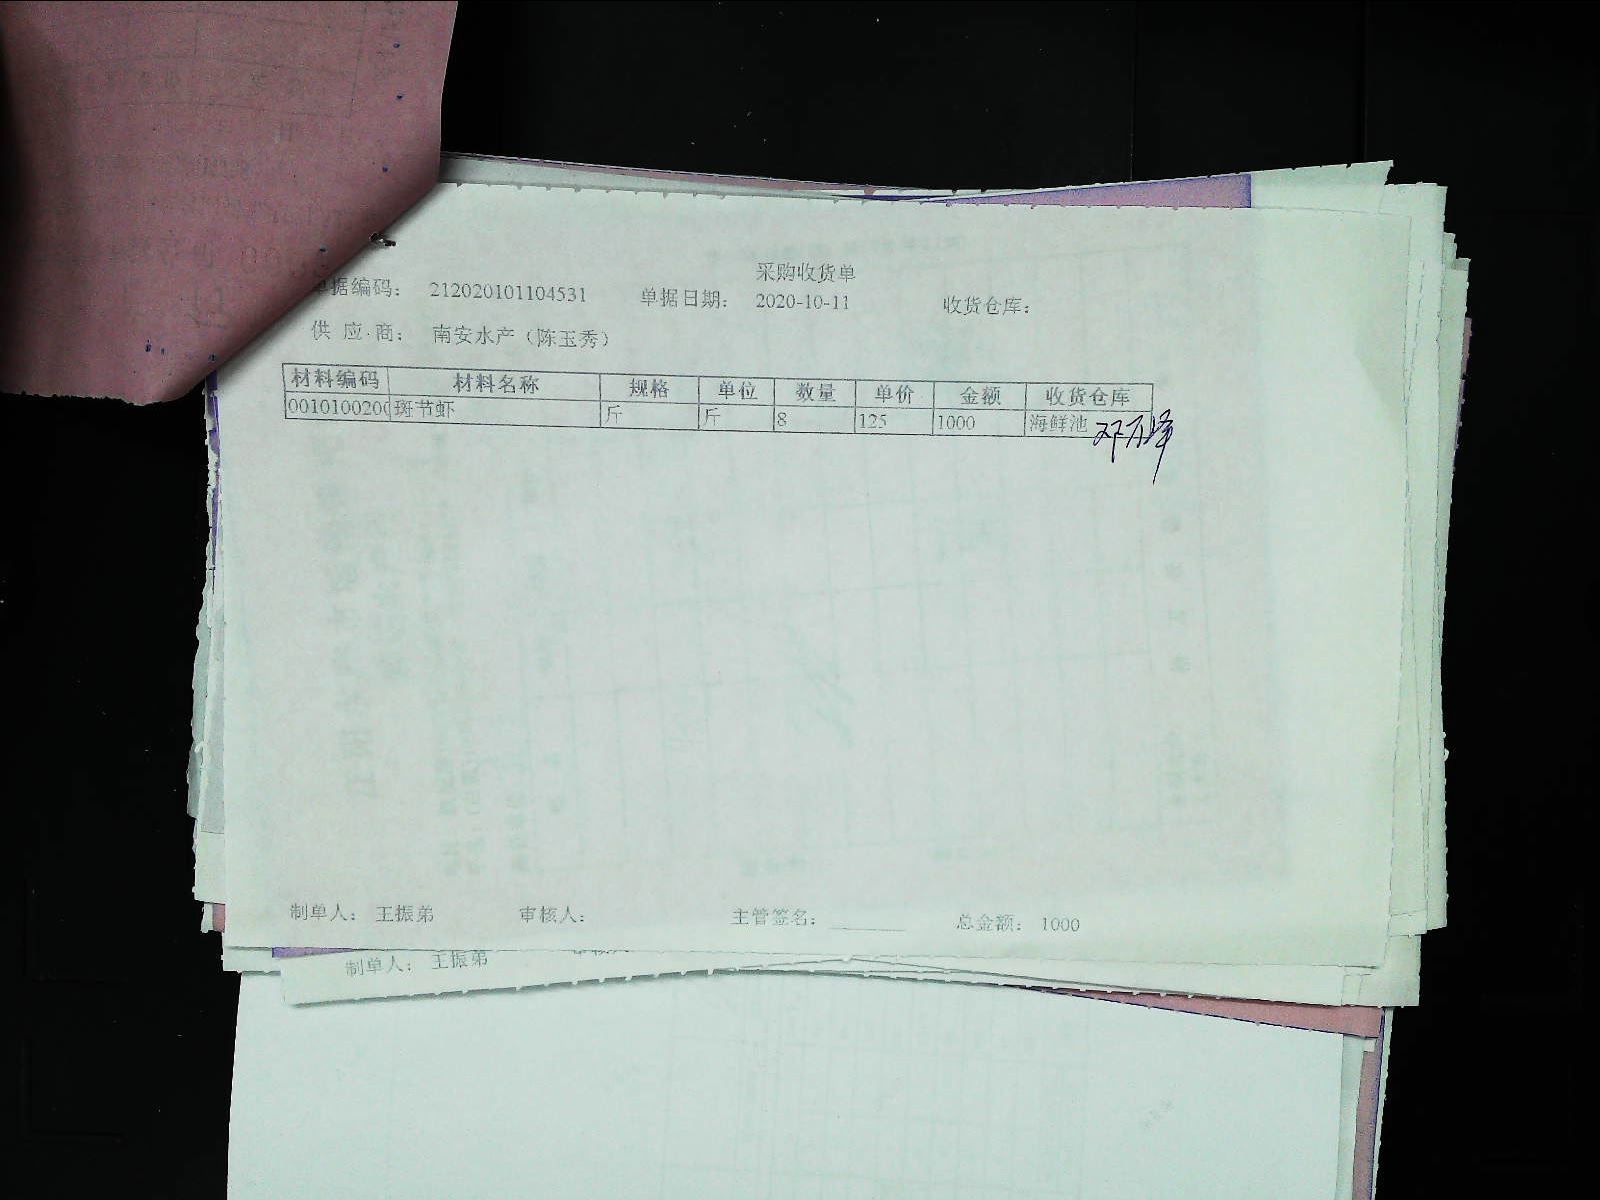 采购收货单
单据编码： 212020101104531 单据日期： 2020-10-11 收货仓库：
供 应 商： 南安水产（陈玉秀）
材料编码 材料名称 规格 单位 数量 单价 金额 收货仓库
0010100200 斑节虾 斤 斤 8 125 1000 海鲜池
制单人： 王振弟 审核人： 主管签名： 总金额： 1000
制单人： 王振弟